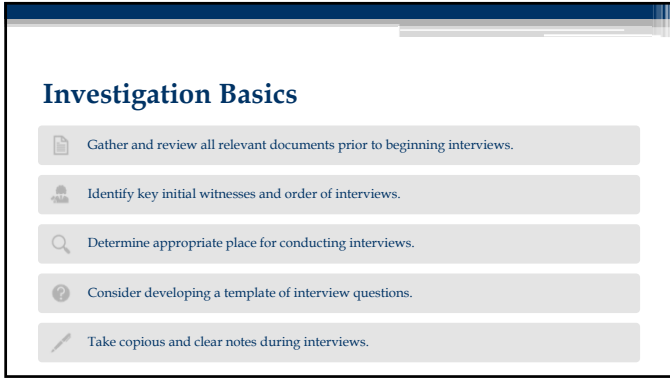 Investigation Basics
Gather and review all relevant documents prior to beginning interviews.
Identify key initial witnesses and order of interviews.
Determine appropriate place for conducting interviews.
Consider developing a template of interview questions.
Take copious and clear notes during interviews.